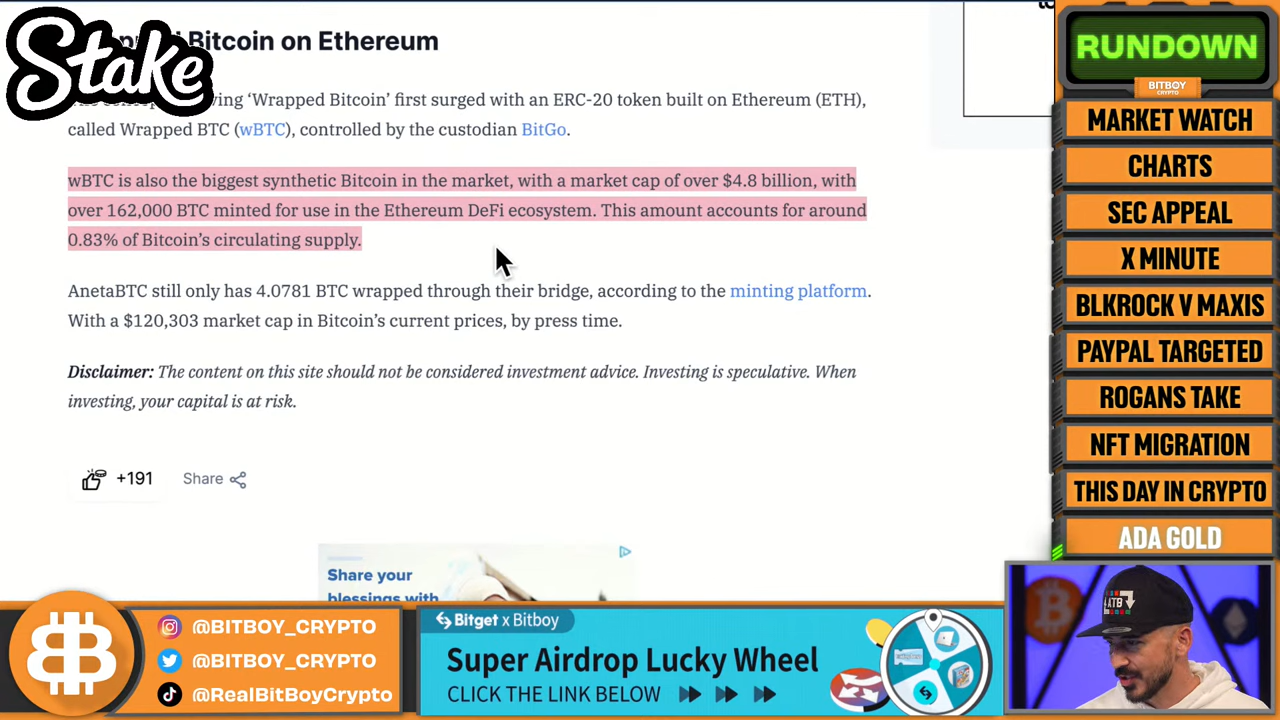 Stake
Bitcoin on Ethereum
‘Wrapped Bitcoin’ first surged with an ERC-20 token built on Ethereum (ETH),
called Wrapped BTC (wBTC), controlled by the custodian BitGo.
wBTC is also the biggest synthetic Bitcoin in the market, with a market cap of over $4.8 billion, with
over 162,000 BTC minted for use in the Ethereum DeFi ecosystem. This amount accounts for around
0.83% of Bitcoin’s circulating supply.
AnetaBTC still only has 4.0781 BTC wrapped through their bridge, according to the minting platform.
With a $120,303 market cap in Bitcoin’s current prices, by press time.
Disclaimer: The content on this site should not be considered investment advice. Investing is speculative. When
investing, your capital is at risk.
+191 Share
Share your
blessings with
RUNDOWN
BITBOY
CRYPTO
MARKET WATCH
CHARTS
SEC APPEAL
X MINUTE
BLKROCK V MAXIS
PAYPAL TARGETED
ROGANS TAKE
NFT MIGRATION
THIS DAY IN CRYPTO
ADA GOLD
ATB
@BITBOY_CRYPTO
@BITBOY_CRYPTO
@RealBitBoyCrypto
Bitget x Bitboy
Super Airdrop Lucky Wheel
CLICK THE LINK BELOW